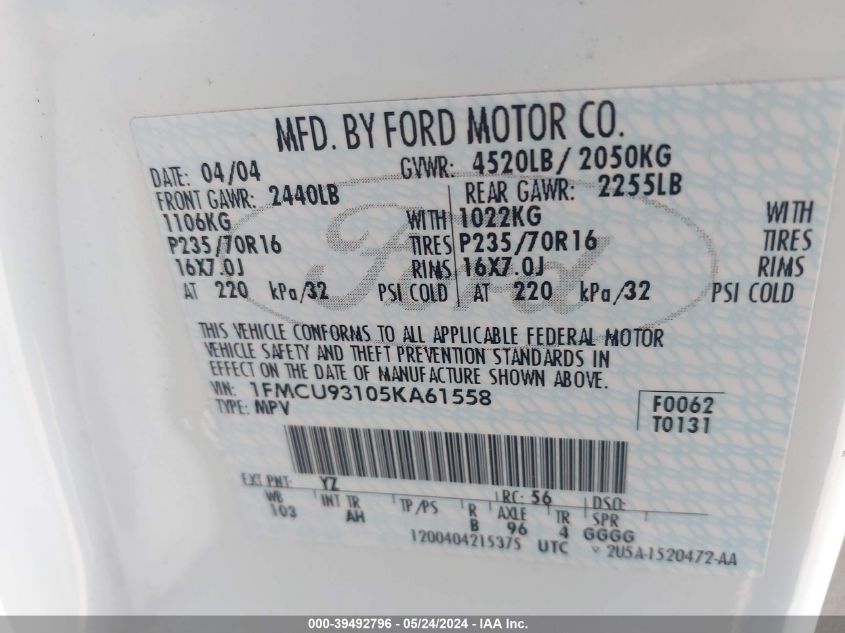 MFD. BY FORD MOTOR CO.
DATE: 04/04 GVWR: 4520LB/ 2050KG
FRONT GAWR: 2440LB REAR GAWR: 2255LB
1106KG WITH 1022KG WITH
P235/70R16 TIRES P235/70R16 TIRES
16X7.0J RIMS 16X7.0J RIMS
AT 220 kPa/32 PSI COLD AT 220 kPa/32 PSI COLD
THIS VEHICLE CONFORMS TO ALL APPLICABLE FEDERAL MOTOR
VEHICLE SAFETY AND THEFT PREVENTION STANDARDS IN
EFFECT ON THE DATE OF MANUFACTURE SHOWN ABOVE.
VIN: 1FMCU93105KA61558
TYPE: MPV
F0062
T0131
EXT PNT: YZ RC: 56 DSO:
WB INT TR TP/PS R AXLE TR SPR
103 AH B 96 4 GGGG
1200404215375 UTC 2U5A-1520472-AA
Ford
000-39492796 - 05/24/2024 - IAA Inc.